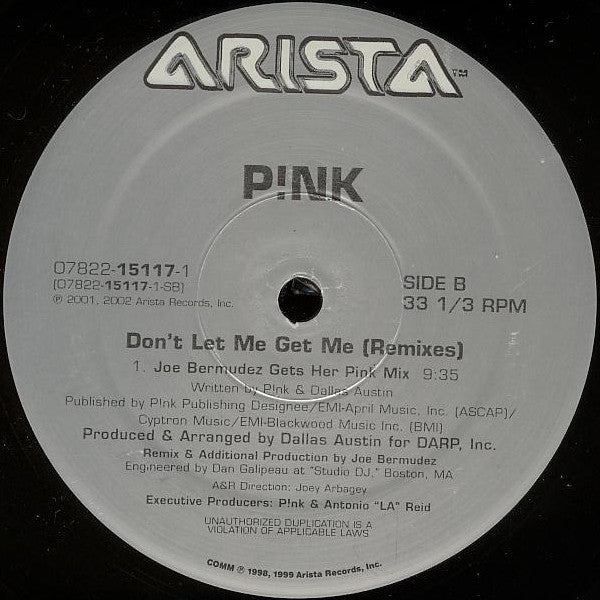 ARISTA™
P!NK
07822-15117-1
(07822-15117-1-SB)
℗ 2001, 2002 Arista Records, Inc.
SIDE B
33 1/3 RPM
Don't Let Me Get Me (Remixes)
1. Joe Bermudez Gets Her Pink Mix 9:35
Written by P!nk & Dallas Austin
Published by P!nk Publishing Designee/EMI-April Music, Inc. (ASCAP)/
Cyptron Music/EMI-Blackwood Music Inc. (BMI)
Produced & Arranged by Dallas Austin for DARP, Inc.
Remix & Additional Production by Joe Bermudez
Engineered by Dan Galipeau at "Studio DJ," Boston, MA
A&R Direction: Joey Arbagey
Executive Producers: P!nk & Antonio "LA" Reid
UNAUTHORIZED DUPLICATION IS A
VIOLATION OF APPLICABLE LAWS
COMM ℗ 1998, 1999 Arista Records, Inc.